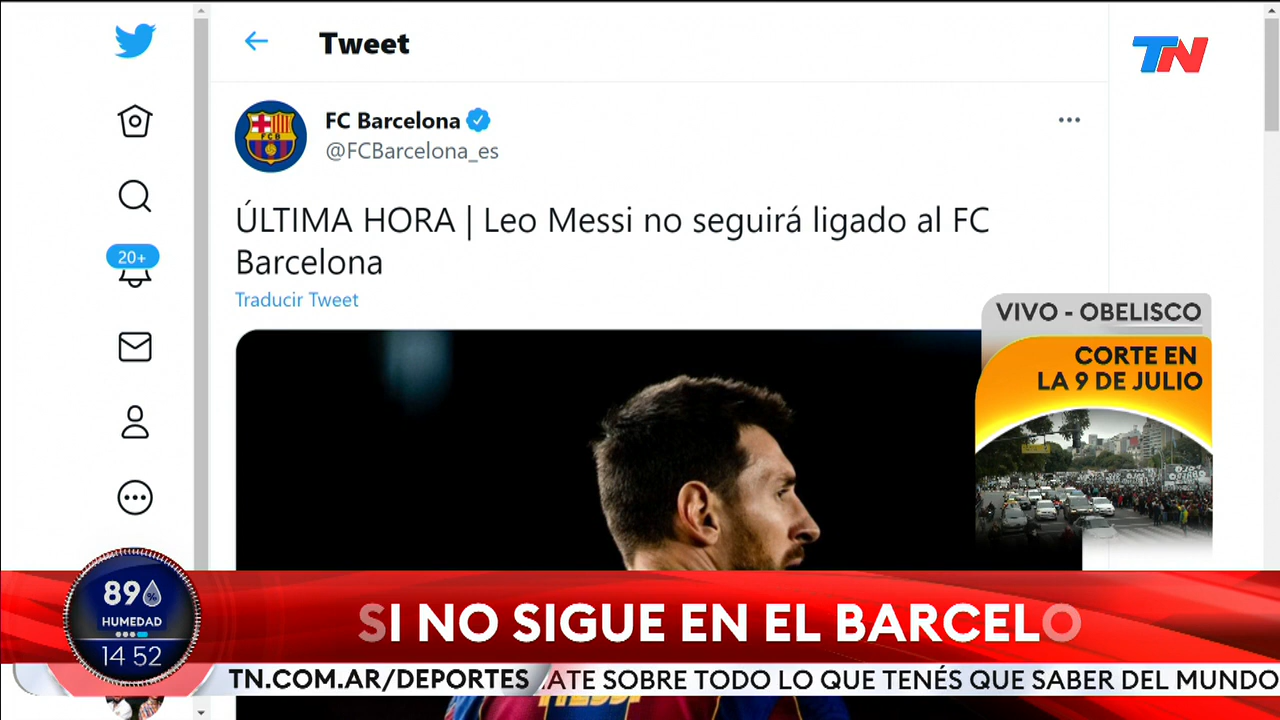 Tweet
TN
FC Barcelona
@FCBarcelona_es
20+
ÚLTIMA HORA | Leo Messi no seguirá ligado al FC
Barcelona
Traducir Tweet
VIVO - OBELISCO
CORTE EN
LA 9 DE JULIO
89 %
HUMEDAD
14 52
SI NO SIGUE EN EL BARCELO
TN.COM.AR/DEPORTES
ATE SOBRE TODO LO QUE TENÉS QUE SABER DEL MUNDO
MESSI
FCB